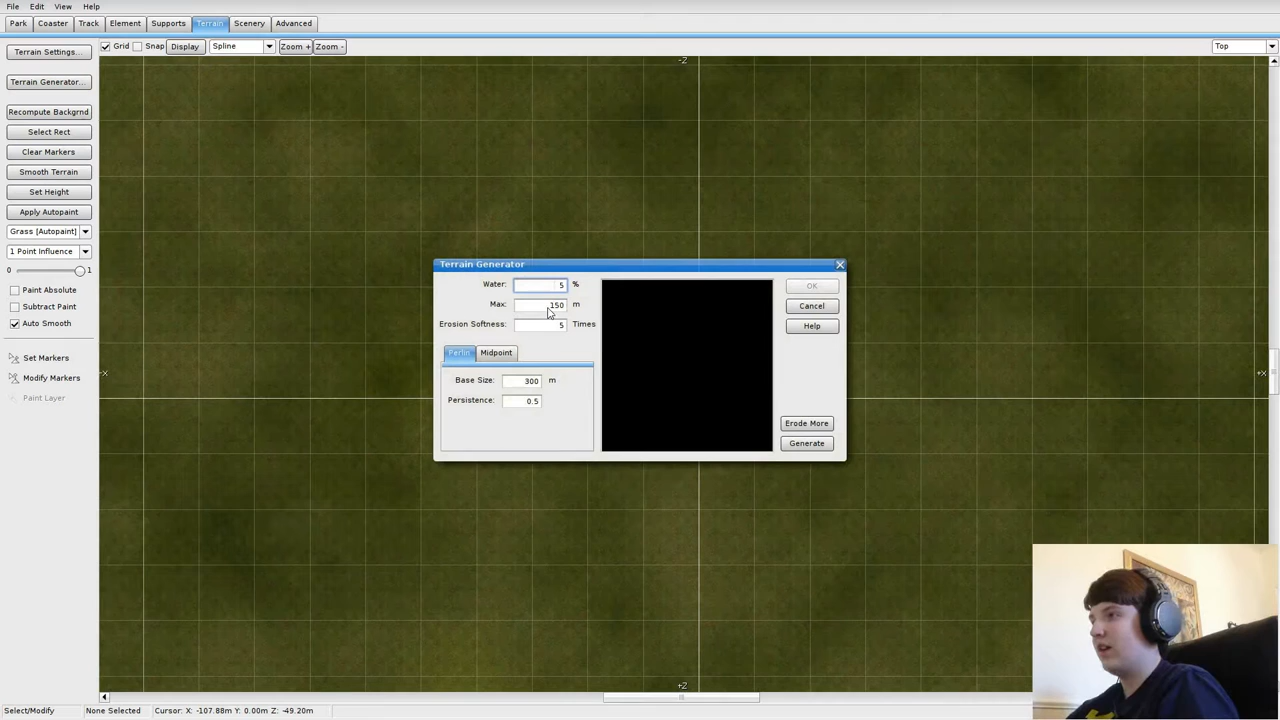 File Edit View Help
Park Coaster Track Element Supports Terrain Scenery Advanced
Terrain Settings... Grid Snap Display Spline Zoom + Zoom - Top
-Z
Terrain Generator...
Recompute Backgrnd
Select Rect
Clear Markers
Smooth Terrain
Set Height
Apply Autopaint
Grass [Autopaint]
1 Point Influence
0 1
Paint Absolute
Subtract Paint
Auto Smooth
Set Markers
Modify Markers
Paint Layer
-X
+X
+Z
Terrain Generator
Water: 5 %
Max: 150 m
Erosion Softness: 5 Times
Perlin Midpoint
Base Size: 300 m
Persistence: 0.5
OK
Cancel
Help
Erode More
Generate
Select/Modify None Selected Cursor: X: -107.88m Y: 0.00m Z: -49.20m